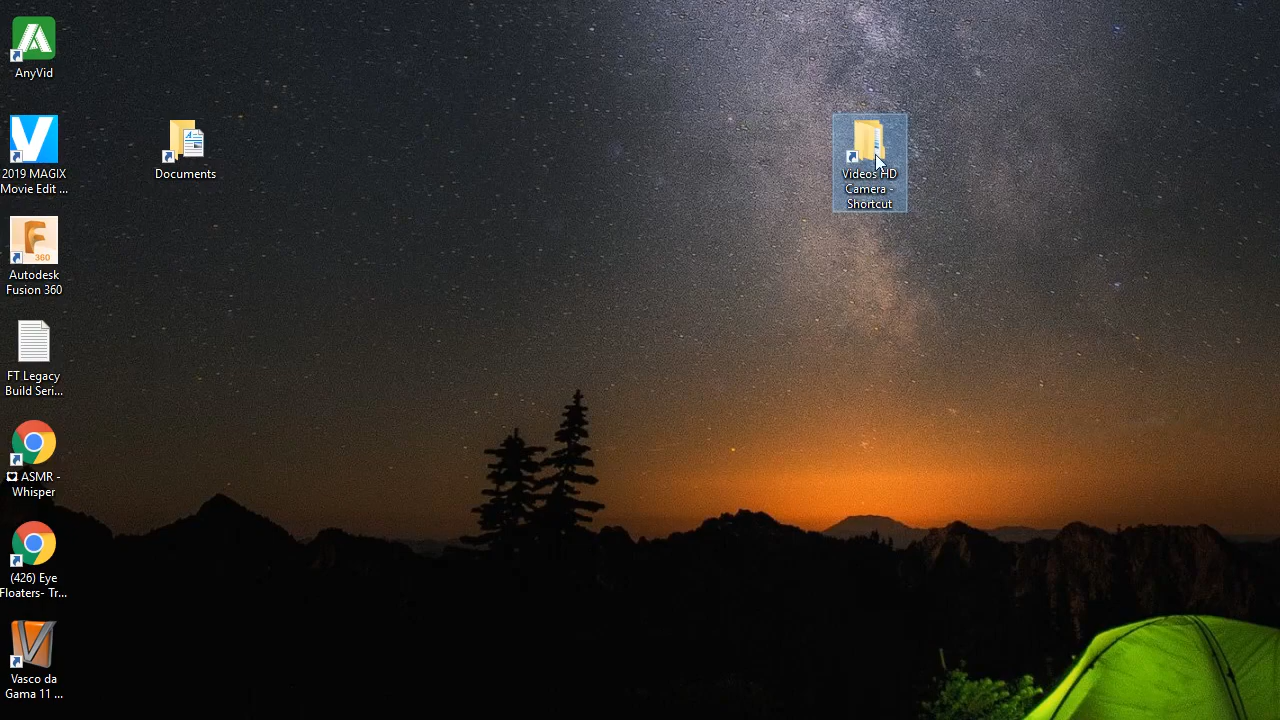 AnyVid
2019 MAGIX
Movie Edit ...
Documents
Videos HD
Camera -
Shortcut
360
Autodesk
Fusion 360
FT Legacy
Build Seri...
ASMR -
Whisper
(426) Eye
Floaters- Tr...
Vasco da
Gama 11 ...